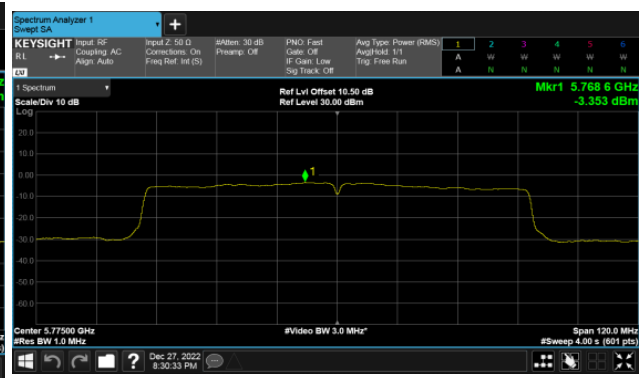 Spectrum Analyzer 1
Swept SA
+
KEYSIGHT Input: RF Input Z: 50 Ω #Atten: 30 dB PNO: Fast Avg Type: Power (RMS) 1 2 3 4 5 6
RL Coupling: AC Corrections: On Preamp: Off Gate: Off Avg|Hold: 1/1 A W W W W W
Align: Auto Freq Ref: Int (S) IF Gain: Low Trig: Free Run
LXI Sig Track: Off A N N N N N
1 Spectrum Ref Lvl Offset 10.50 dB Mkr1 5.768 6 GHz
Scale/Div 10 dB Ref Level 30.00 dBm -3.353 dBm
Log
20.0
10.0
1
0.00
-10.0
-20.0
-30.0
-40.0
-50.0
-60.0
Center 5.77500 GHz #Video BW 3.0 MHz* Span 120.0 MHz
#Res BW 1.0 MHz #Sweep 4.00 s (601 pts)
? Dec 27, 2022
8:30:33 PM